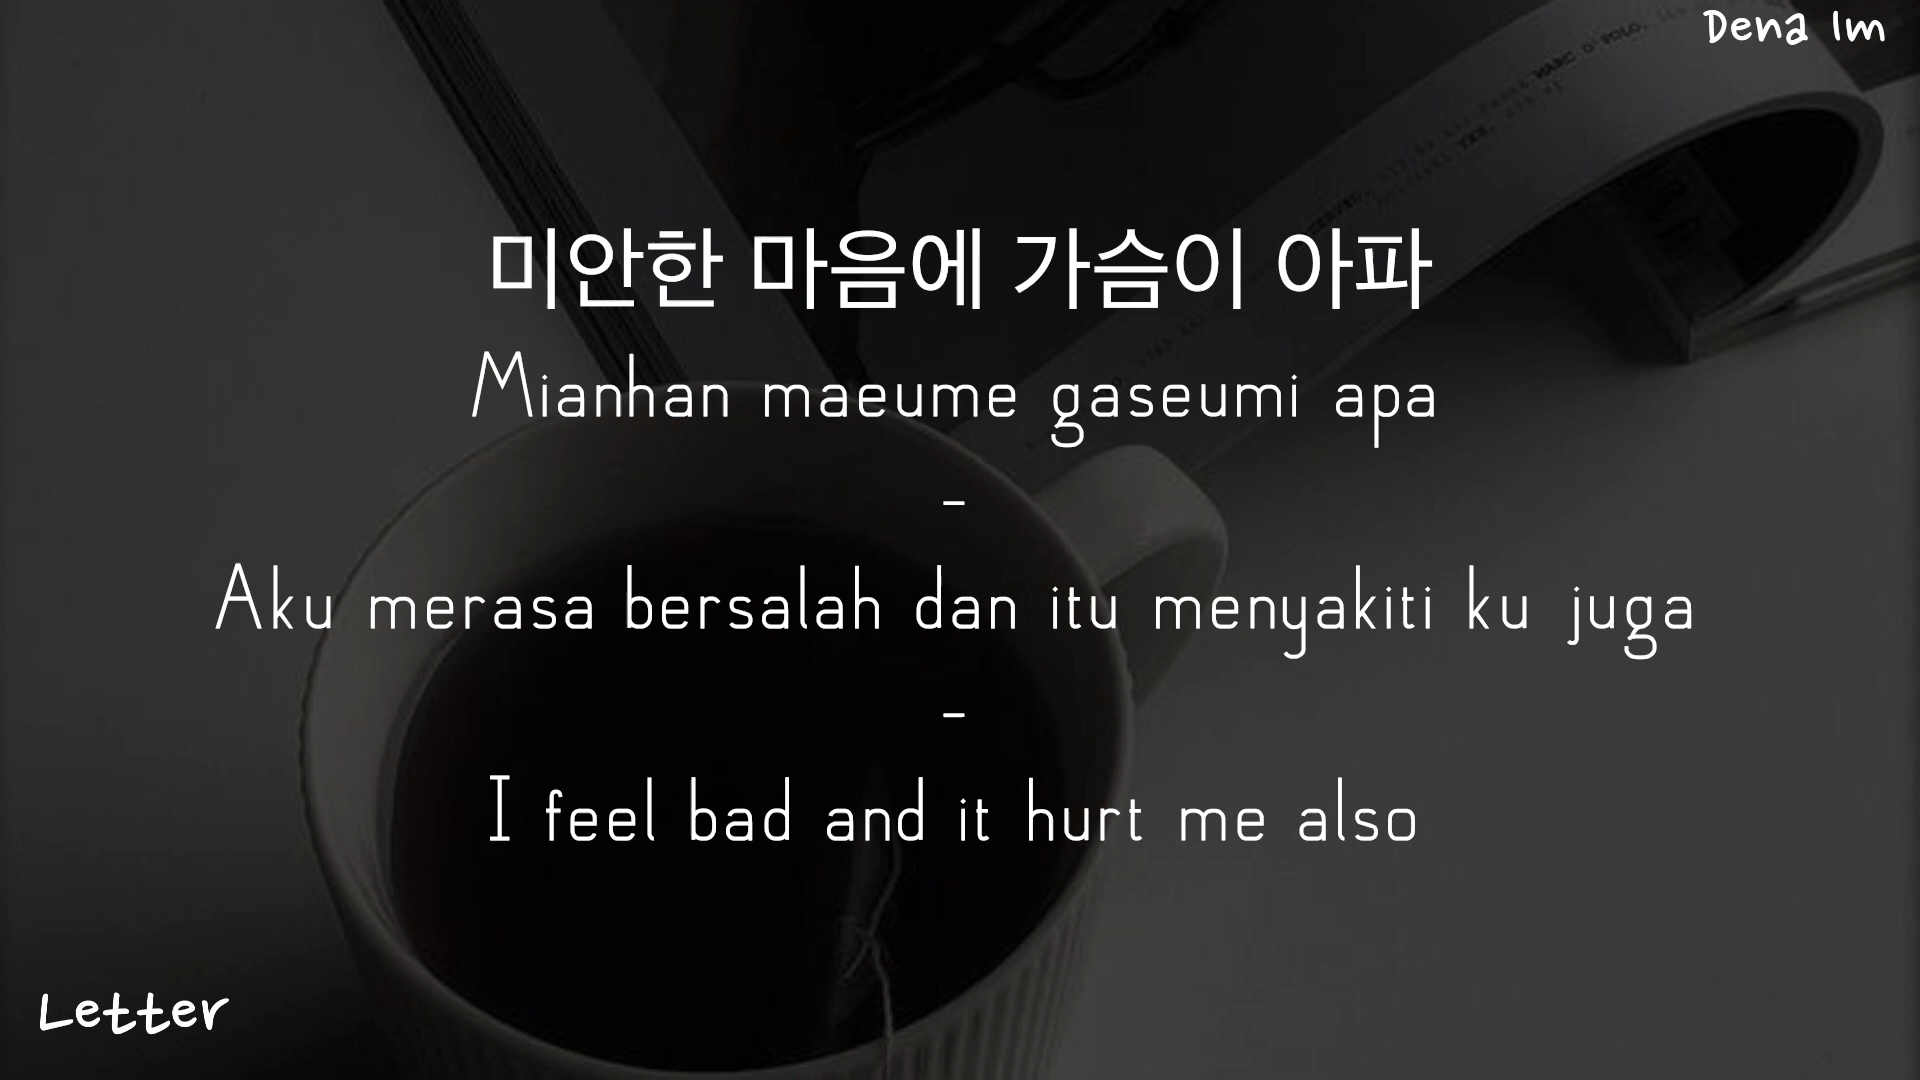 Dena Im
미안한 마음에 가슴이 아파
Mianhan maeume gaseumi apa
-
Aku merasa bersalah dan itu menyakiti ku juga
-
I feel bad and it hurt me also
Letter